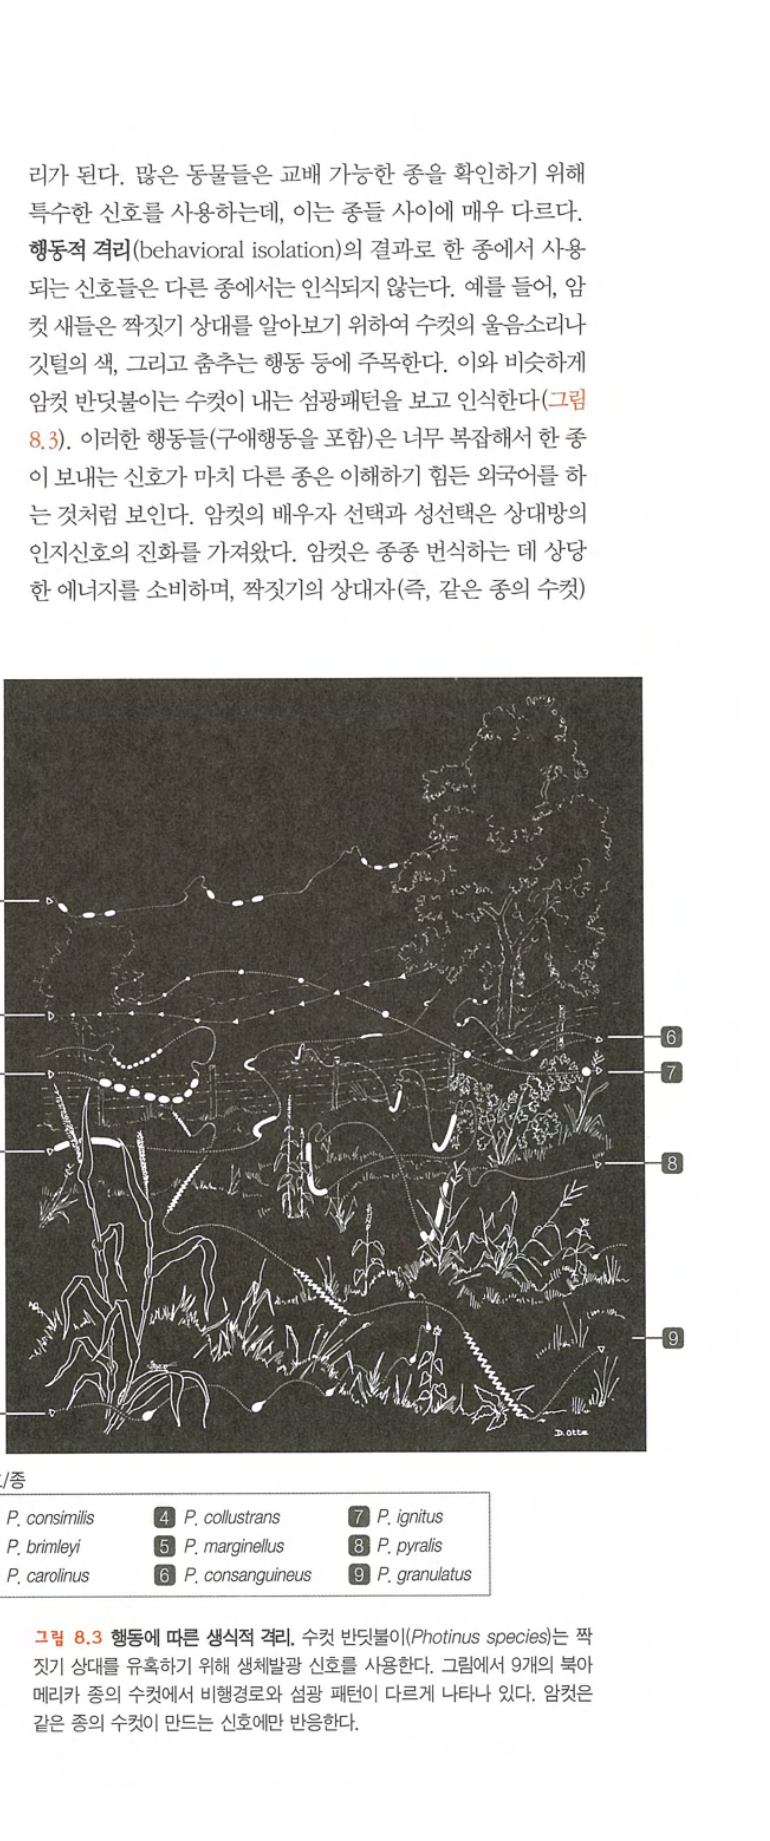 리가 된다. 많은 동물들은 교배 가능한 종을 확인하기 위해
특수한 신호를 사용하는데, 이는 종들 사이에 매우 다르다.
행동적 격리(behavioral isolation)의 결과로 한 종에서 사용
되는 신호들은 다른 종에서는 인식되지 않는다. 예를 들어, 암
컷 새들은 짝짓기 상대를 알아보기 위하여 수컷의 울음소리나
깃털의 색, 그리고 춤추는 행동 등에 주목한다. 이와 비슷하게
암컷 반딧불이는 수컷이 내는 섬광패턴을 보고 인식한다(그림
8.3). 이러한 행동들(구애행동을 포함)은 너무 복잡해서 한 종
이 보내는 신호가 마치 다른 종은 이해하기 힘든 외국어를 하
는 것처럼 보인다. 암컷의 배우자 선택과 성선택은 상대방의
인지신호의 진화를 가져왔다. 암컷은 종종 번식하는 데 상당
한 에너지를 소비하며, 짝짓기의 상대자(즉, 같은 종의 수컷)
6
7
8
9
D. Otte
/종
P. consimilis 4 P. collustrans 7 P. ignitus
P. brimleyi 5 P. marginellus 8 P. pyralis
P. carolinus 6 P. consanguineus 9 P. granulatus
그림 8.3 행동에 따른 생식적 격리. 수컷 반딧불이(Photinus species)는 짝
짓기 상대를 유혹하기 위해 생체발광 신호를 사용한다. 그림에서 9개의 북아
메리카 종의 수컷에서 비행경로와 섬광 패턴이 다르게 나타나 있다. 암컷은
같은 종의 수컷이 만드는 신호에만 반응한다.